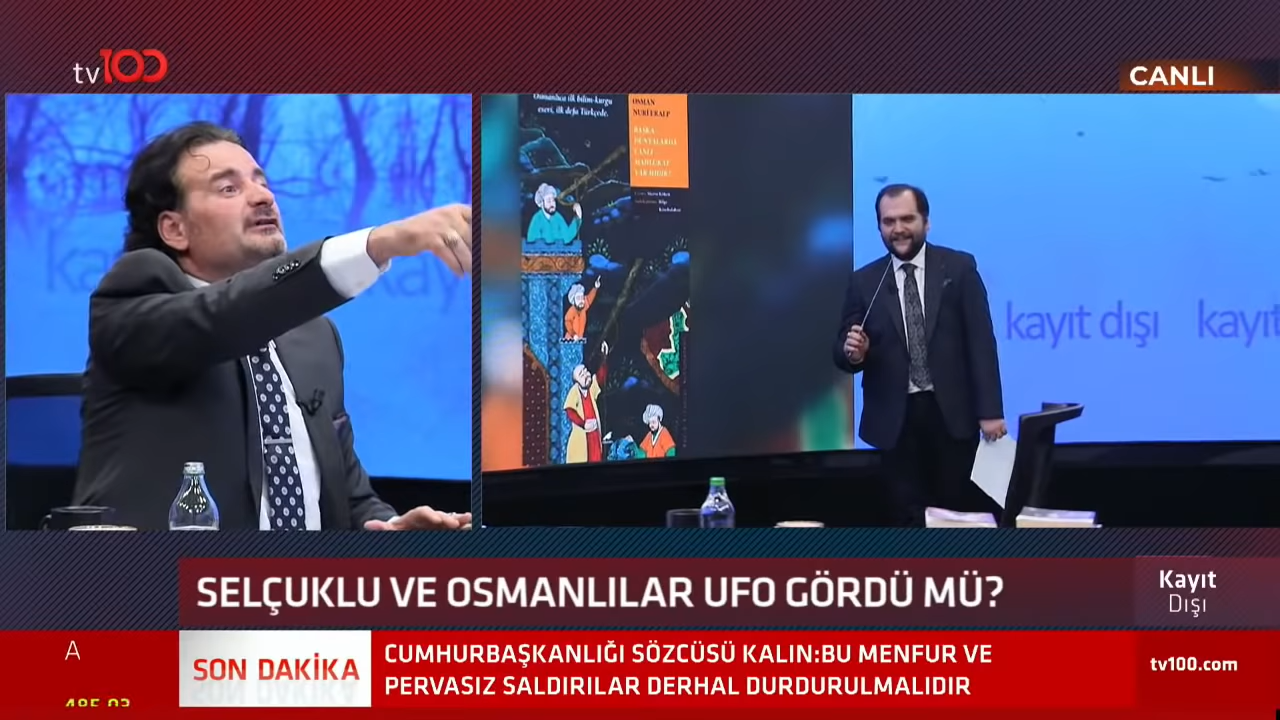 tv100
CANLI
Osmanlıca ilk bilim-kurgu
eseri, ilk defa Türkçede.
OSMAN
NURİ ERALP
BAŞKA
DÜNYALARDA
CANLI
MAHLUKAT
VAR MIDIR?
kayıt dışı
kayıt
SELÇUKLU VE OSMANLILAR UFO GÖRDÜ MÜ?
Kayıt
Dışı
A
SON DAKİKA
CUMHURBAŞKANLIĞI SÖZCÜSÜ KALIN:BU MENFUR VE
PERVASIZ SALDIRILAR DERHAL DURDURULMALIDIR
tv100.com